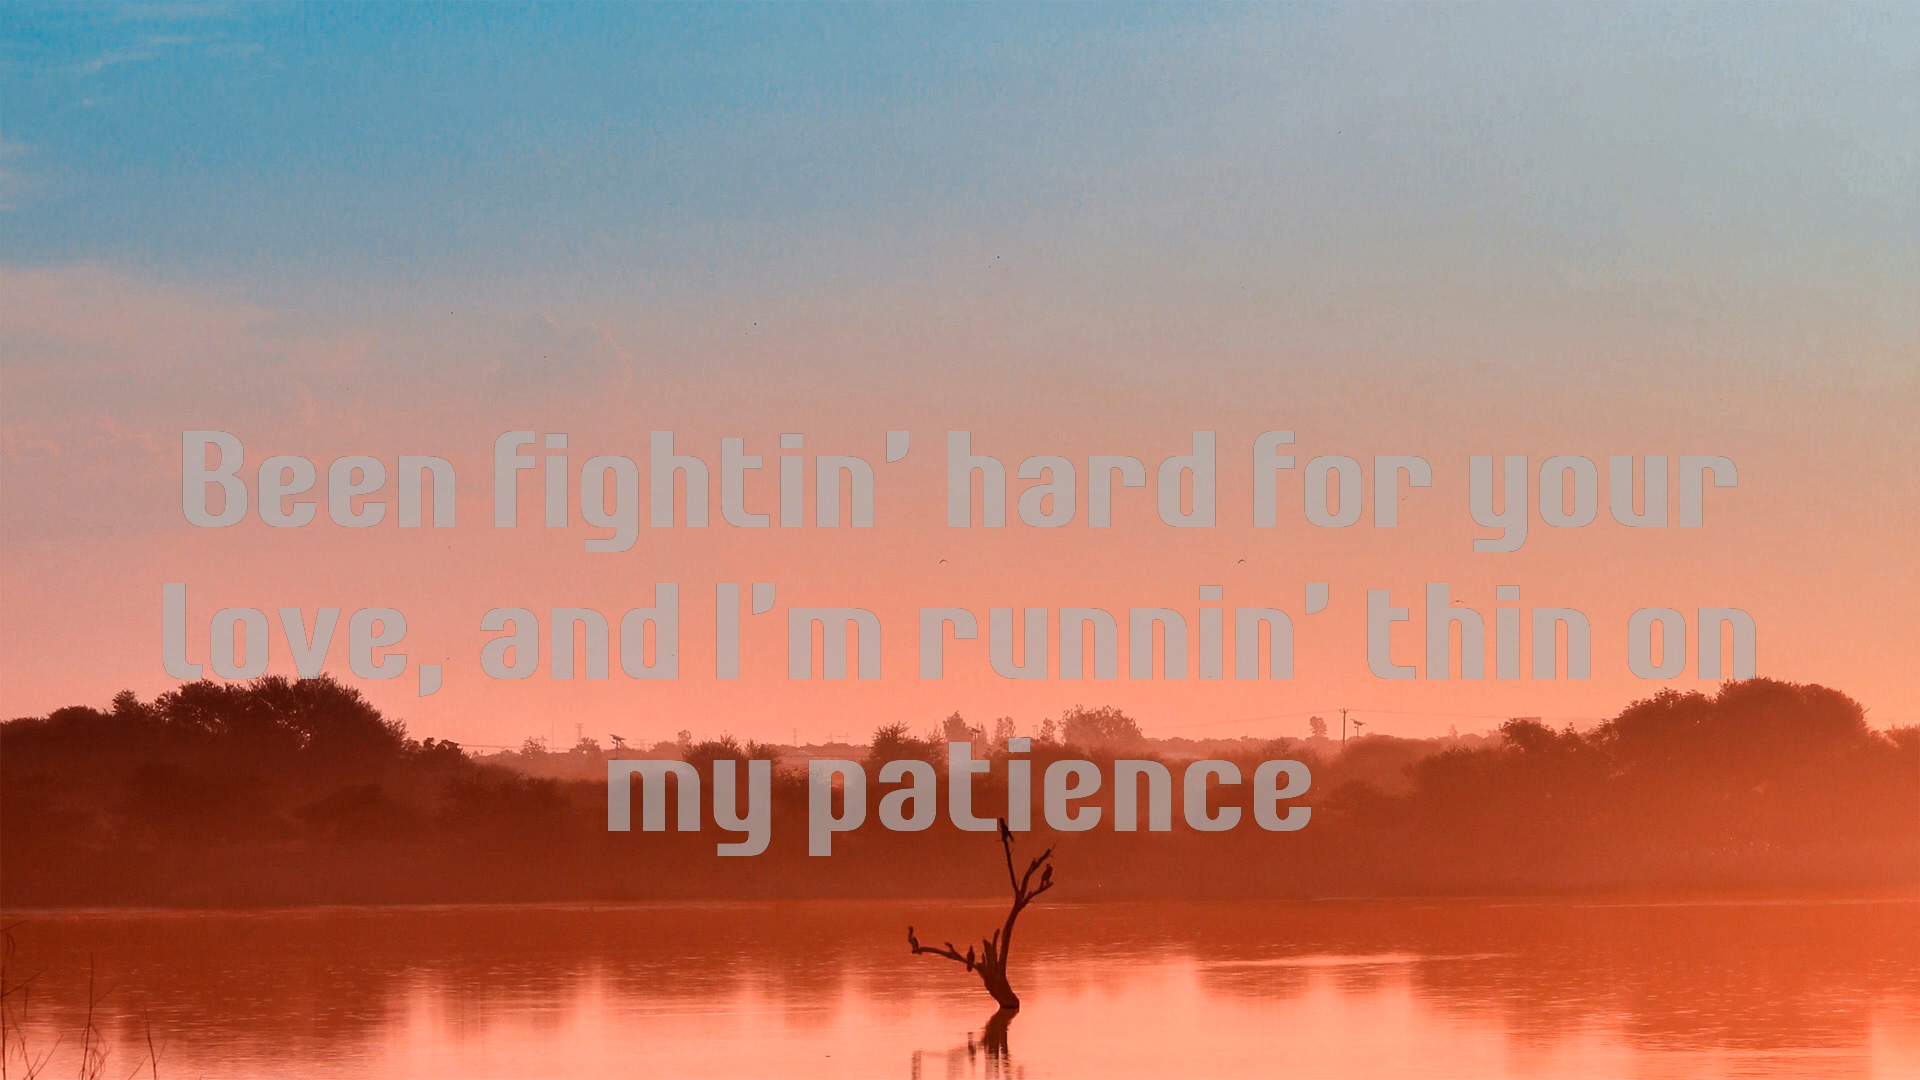 Been fightin' hard for your
love, and I'm runnin' thin on
my patience